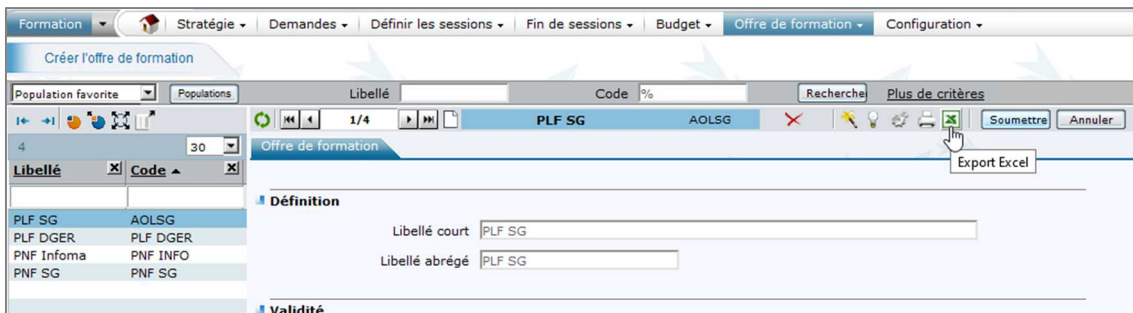 Formation Stratégie Demandes Définir les sessions Fin de sessions Budget Offre de formation Configuration
Créer l'offre de formation
Population favorite Populations Libellé Code % Recherche Plus de critères
1/4 PLF SG AOLSG Soumettre Annuler
4 30 Offre de formation
Export Excel
Libellé Code
Définition
PLF SG AOLSG
Libellé court PLF SG
PLF DGER PLF DGER
PNF Infoma PNF INFO
Libellé abrégé PLF SG
PNF SG PNF SG
Validité